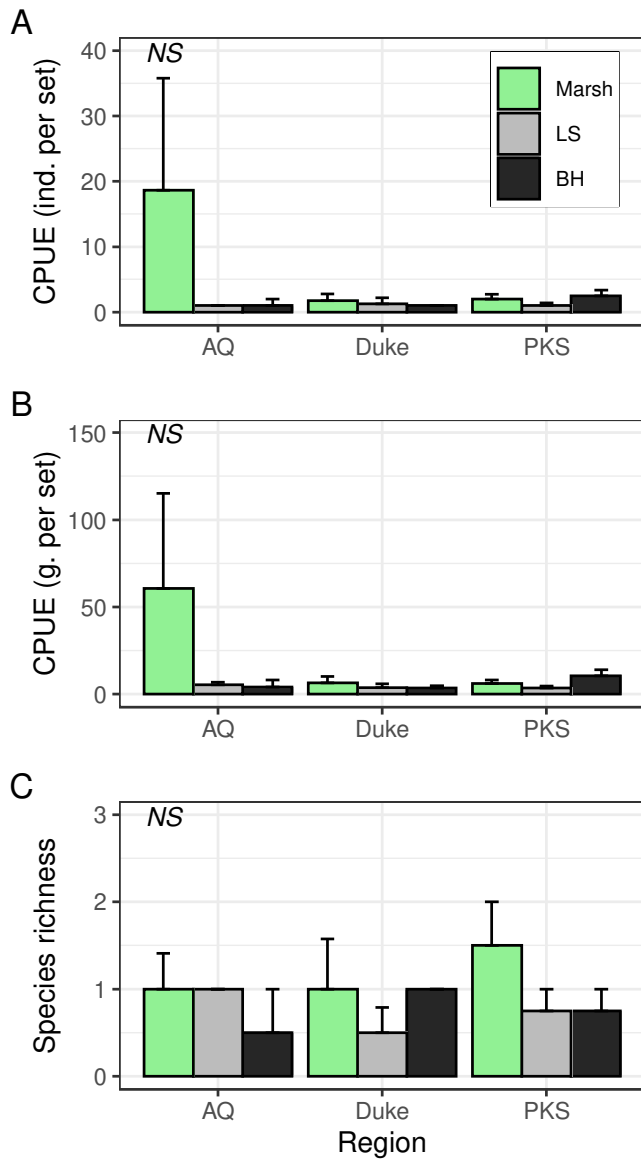 A
NS
CPUE (ind. per set)
40
30
20
10
0
Marsh
LS
BH
AQ Duke PKS
B
NS
CPUE (g. per set)
150
100
50
0
AQ Duke PKS
C
NS
Species richness
3
2
1
0
AQ Duke PKS
Region